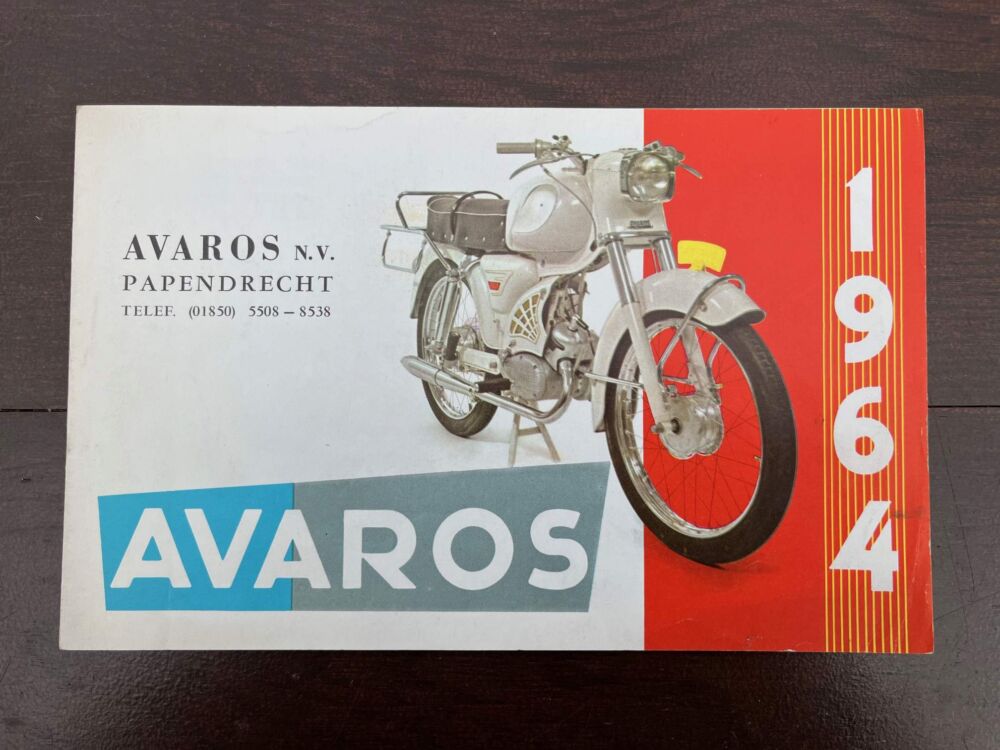 AVAROS N.V.
PAPENDRECHT
TELEF. (01850) 5508 – 8538
AVAROS
1964